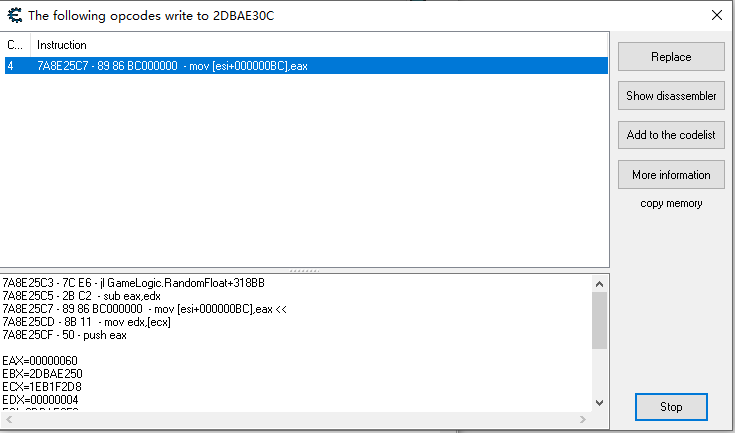 The following opcodes write to 2DBAE30C
C... Instruction
4 7A8E25C7 - 89 86 BC000000 - mov [esi+000000BC],eax
Replace
Show disassembler
Add to the codelist
More information
copy memory
7A8E25C3 - 7C E6 - jl GameLogic.RandomFloat+318BB
7A8E25C5 - 2B C2 - sub eax,edx
7A8E25C7 - 89 86 BC000000 - mov [esi+000000BC],eax <<
7A8E25CD - 8B 11 - mov edx,[ecx]
7A8E25CF - 50 - push eax
EAX=00000060
EBX=2DBAE250
ECX=1EB1F2D8
EDX=00000004
Stop